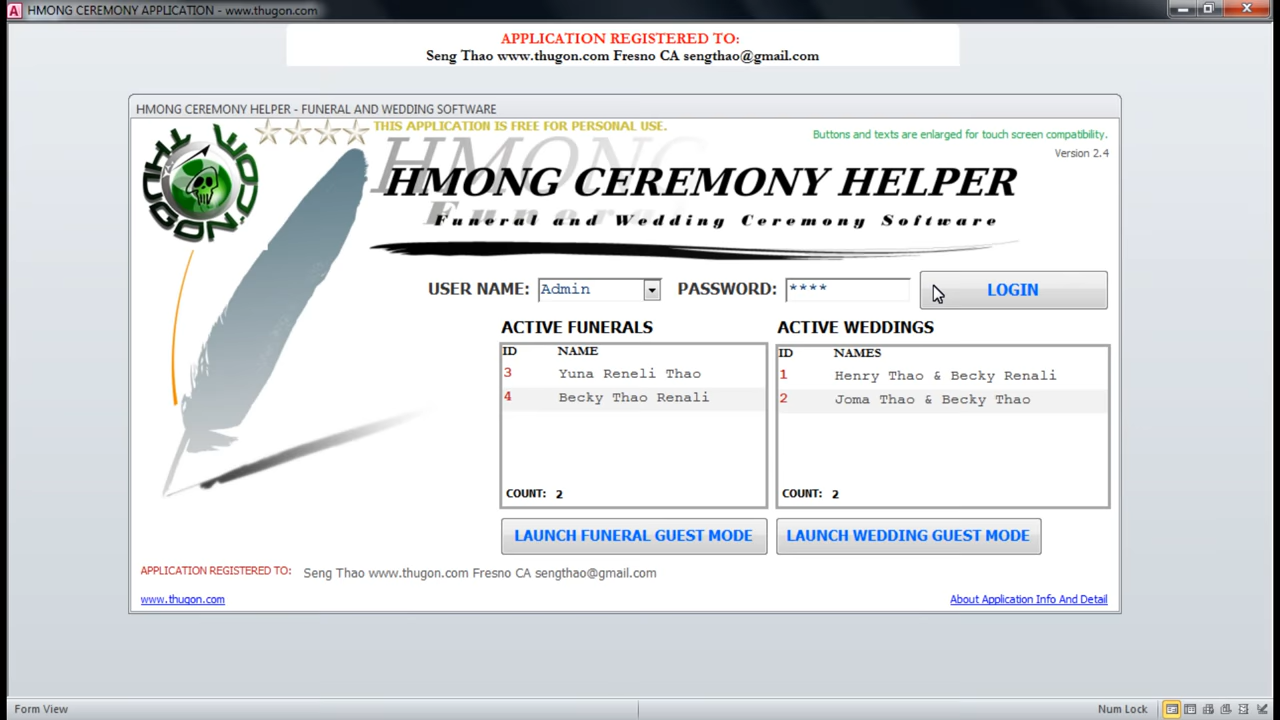 HMONG CEREMONY APPLICATION - www.thugon.com
APPLICATION REGISTERED TO:
Seng Thao www.thugon.com Fresno CA sengthao@gmail.com
HMONG CEREMONY HELPER - FUNERAL AND WEDDING SOFTWARE
THIS APPLICATION IS FREE FOR PERSONAL USE.
Buttons and texts are enlarged for touch screen compatibility.
Version 2.4
THUGON.COM
HMONG
HMONG CEREMONY HELPER
Funeral
Funeral and Wedding Ceremony Software
USER NAME: Admin PASSWORD: **** LOGIN
ACTIVE FUNERALS
ID NAME
3 Yuna Reneli Thao
4 Becky Thao Renali
COUNT: 2
ACTIVE WEDDINGS
ID NAMES
1 Henry Thao & Becky Renali
2 Joma Thao & Becky Thao
COUNT: 2
LAUNCH FUNERAL GUEST MODE
LAUNCH WEDDING GUEST MODE
APPLICATION REGISTERED TO: Seng Thao www.thugon.com Fresno CA sengthao@gmail.com
www.thugon.com
About Application Info And Detail
Form View
Num Lock